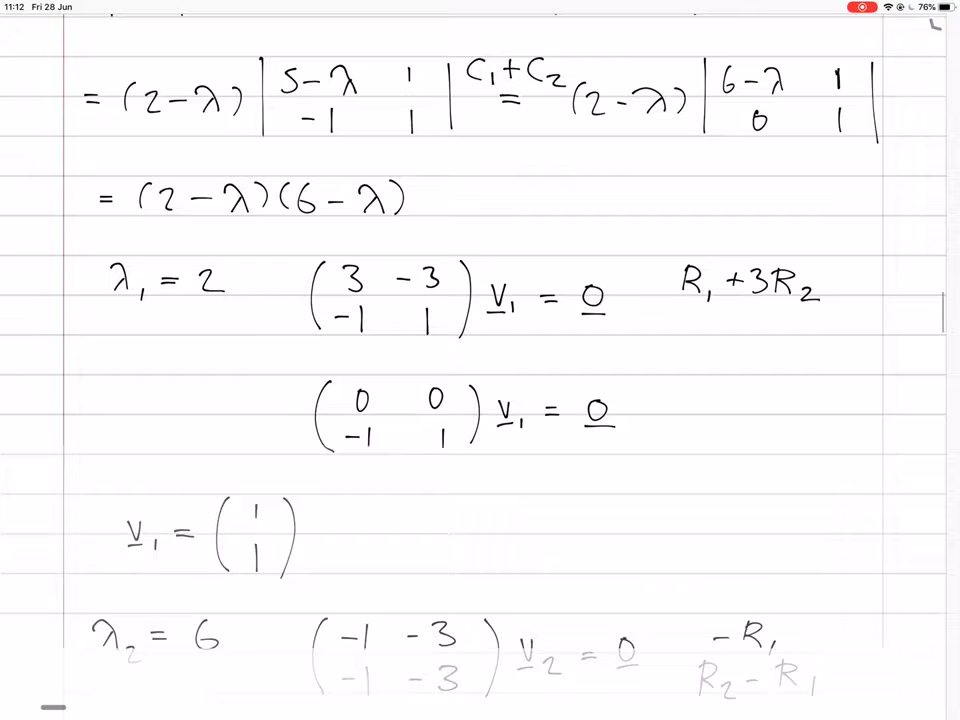 11:12 Fri 28 Jun 76%
= (2-λ) | 5-λ 1 | C₁+C₂ = (2-λ) | 6-λ 1 |
| -1 1 | | 0 1 |
= (2-λ)(6-λ)
λ₁ = 2 ( 3 -3 ) v₁ = 0 R₁+3R₂
( -1 1 )
( 0 0 ) v₁ = 0
( -1 1 )
v₁ = ( 1
1 )
λ₂ = 6 ( -1 -3 ) v₂ = 0 -R₁
( -1 -3 ) R₂-R₁